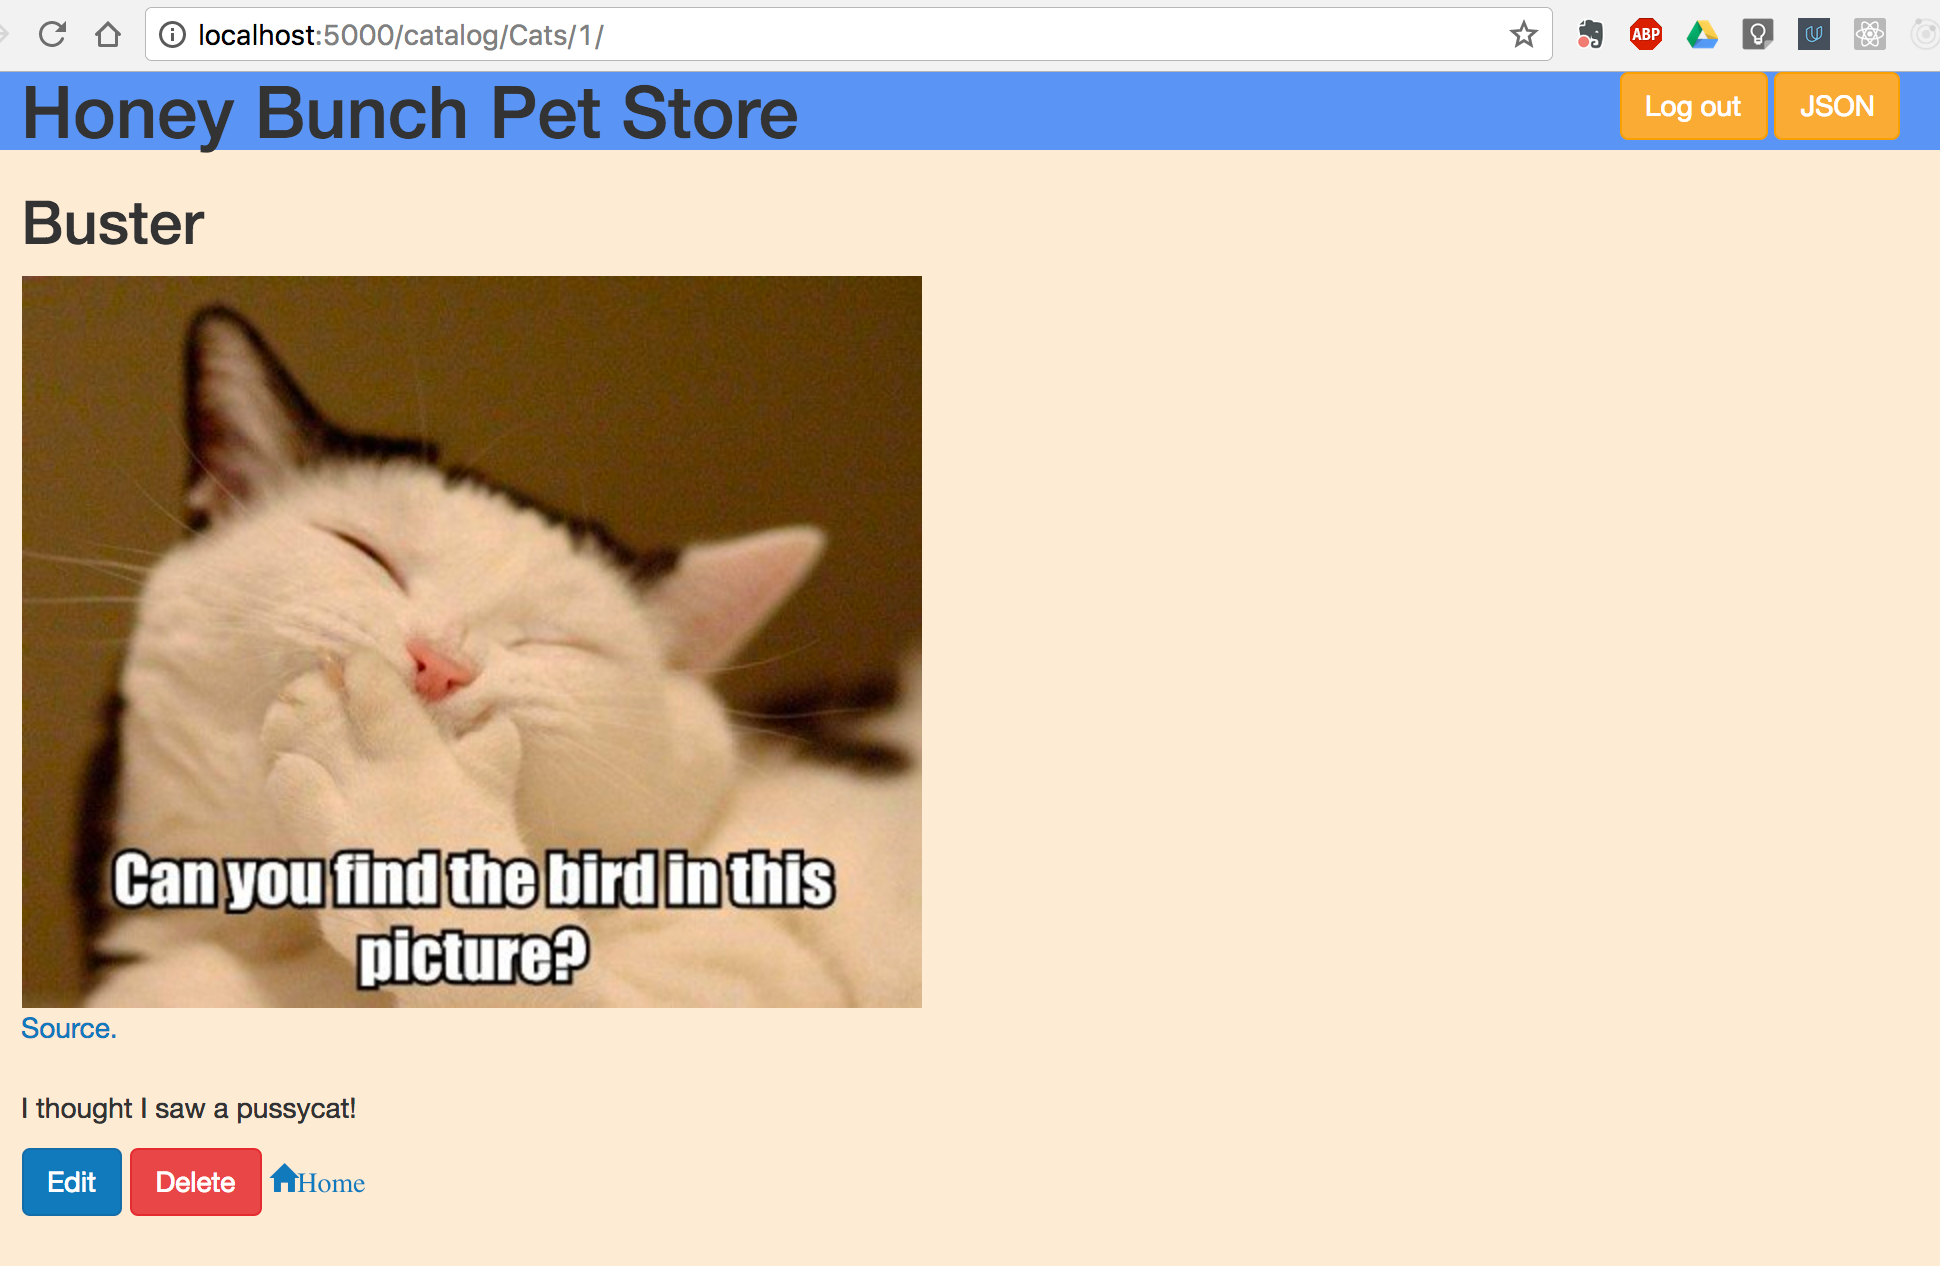 localhost:5000/catalog/Cats/1/
ABP
Honey Bunch Pet Store
Log out
JSON
Buster
Can you find the bird in this
picture?
Source.
I thought I saw a pussycat!
Edit
Delete
Home